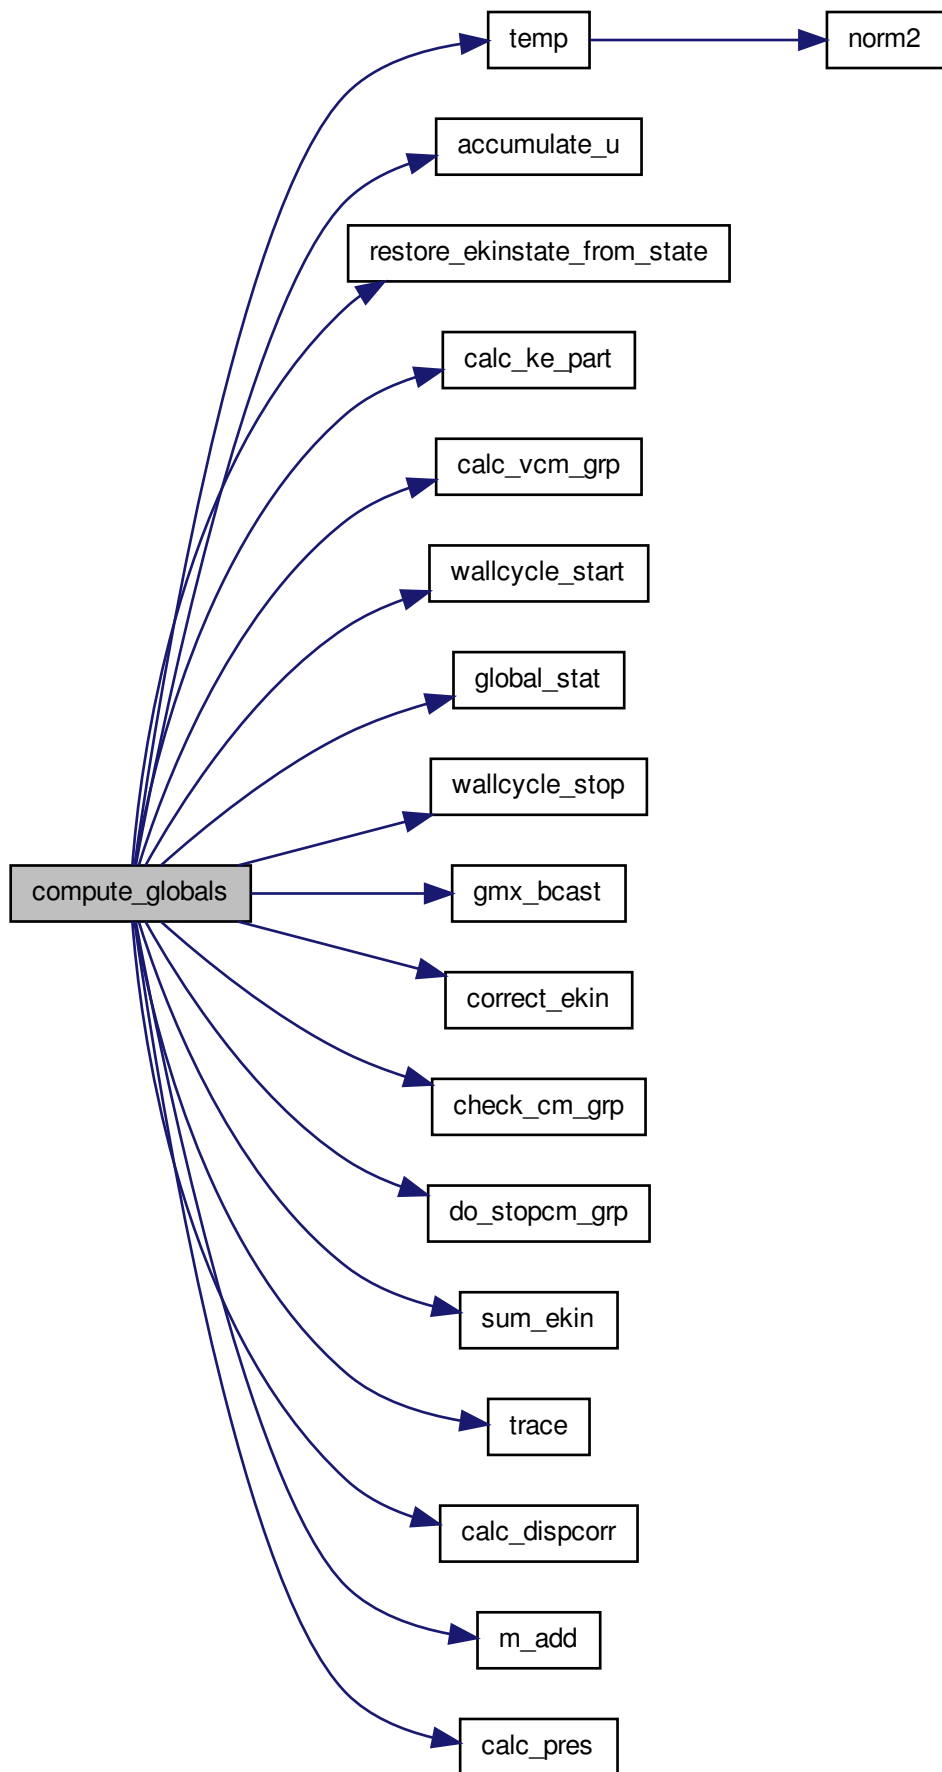 temp
norm2
accumulate_u
restore_ekinstate_from_state
calc_ke_part
calc_vcm_grp
wallcycle_start
global_stat
wallcycle_stop
compute_globals
gmx_bcast
correct_ekin
check_cm_grp
do_stopcm_grp
sum_ekin
trace
calc_dispcorr
m_add
calc_pres